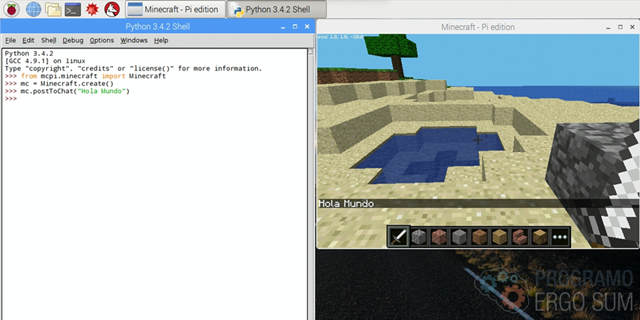 Minecraft - Pi edition
Python 3.4.2 Shell
Python 3.4.2 Shell
File Edit Shell Debug Options Windows Help
Python 3.4.2
[GCC 4.9.1] on linux
Type "copyright", "credits" or "license()" for more information.
>>> from mcpi.minecraft import Minecraft
>>> mc = Minecraft.create()
>>> mc.postToChat("Hola Mundo")
>>>
Minecraft - Pi edition
Hola Mundo
PROGRAMO
ERGO SUM